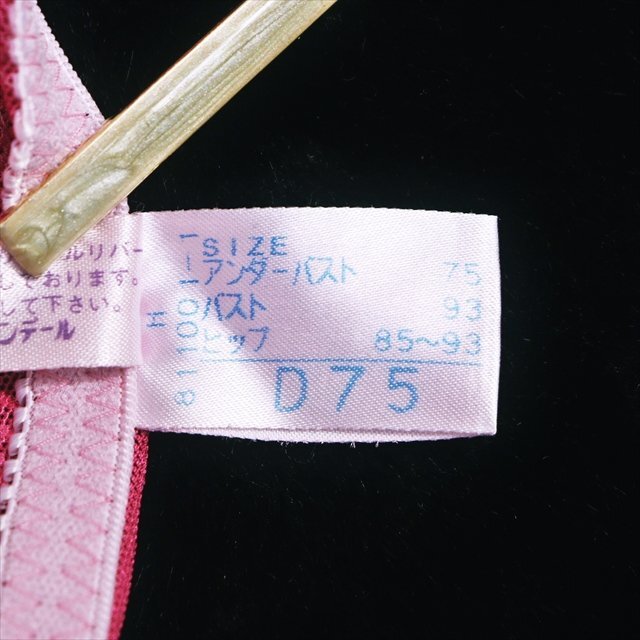 SIZE
アンダーバスト 75
バスト 93
ヒップ 85~93
D75
ルリバー
しております。
して下さい。
ンテール